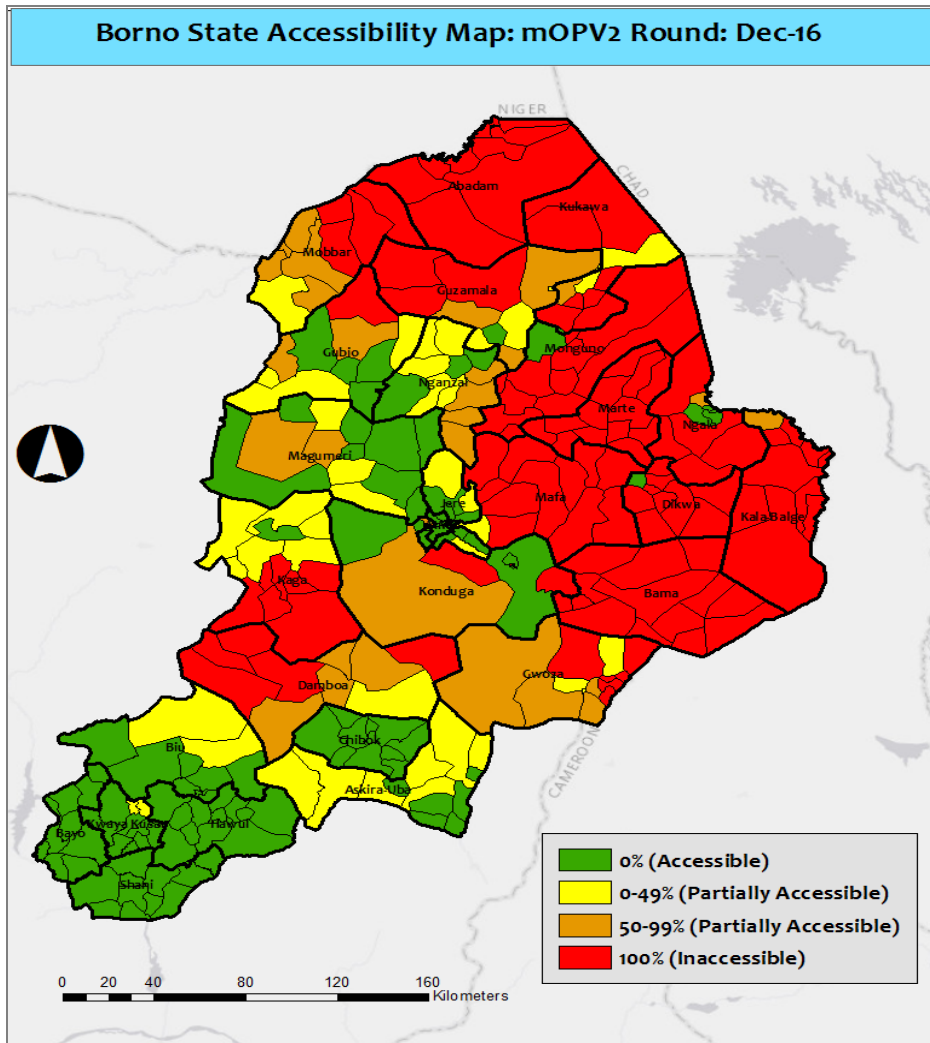 Borno State Accessibility Map: mOPV2 Round: Dec-16
NIGER
CHAD
Abadam
Kukawa
Mobbar
Guzamala
Gubio
Monguno
Nganzai
Marte
Ngala
Magumeri
Mafa
Jere
Dikwa
Kala Balge
Kaga
Konduga
Bama
Gwoza
Damboa
Chibok
Biu
Askira-Uba
CAMEROON
Kwaya Kusar
Hawul
Bayo
Shani
0% (Accessible)
0-49% (Partially Accessible)
50-99% (Partially Accessible)
100% (Inaccessible)
0 20 40 80 120 160
Kilometers